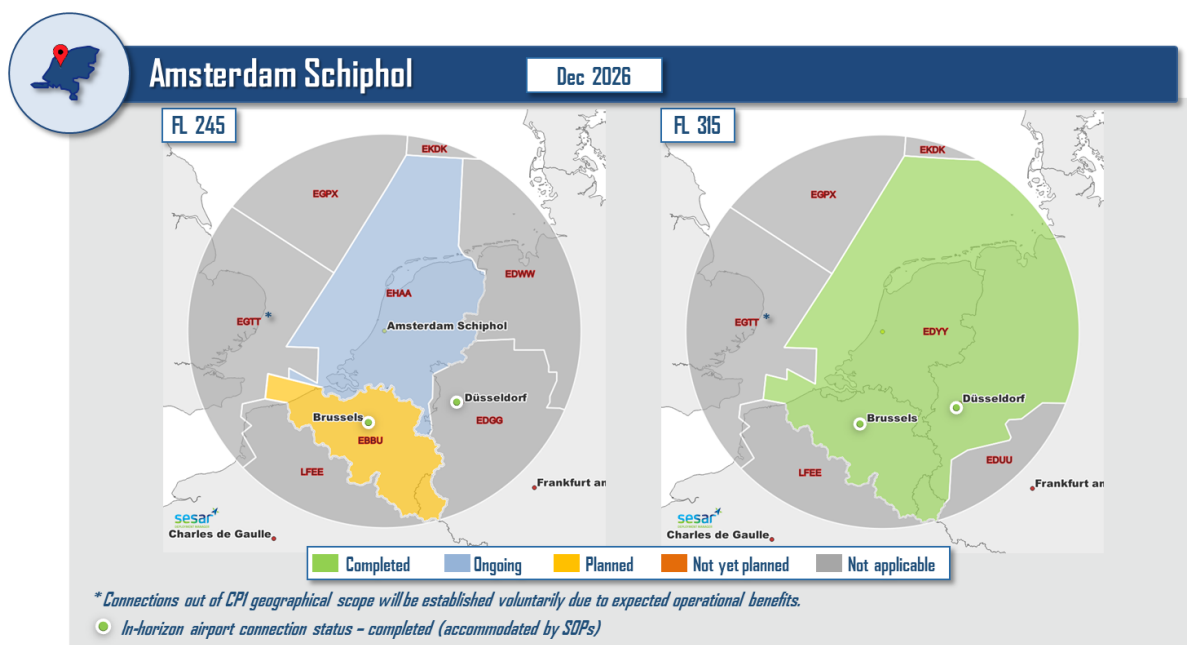 Amsterdam Schiphol
Dec 2026
FL 245
EKDK
EGPX
EDWW
EHAA
EGTT *
Amsterdam Schiphol
Düsseldorf
Brussels
EDGG
EBBU
LFEE
Frankfurt an
sesar
Charles de Gaulle
FL 315
EKDK
EGPX
EGTT *
EDYY
Düsseldorf
Brussels
EDUU
LFEE
Frankfurt an
sesar
Charles de Gaulle
Completed
Ongoing
Planned
Not yet planned
Not applicable
* Connections out of CP1 geographical scope will be established voluntarily due to expected operational benefits.
In-horizon airport connection status – completed (accommodated by SOPs)